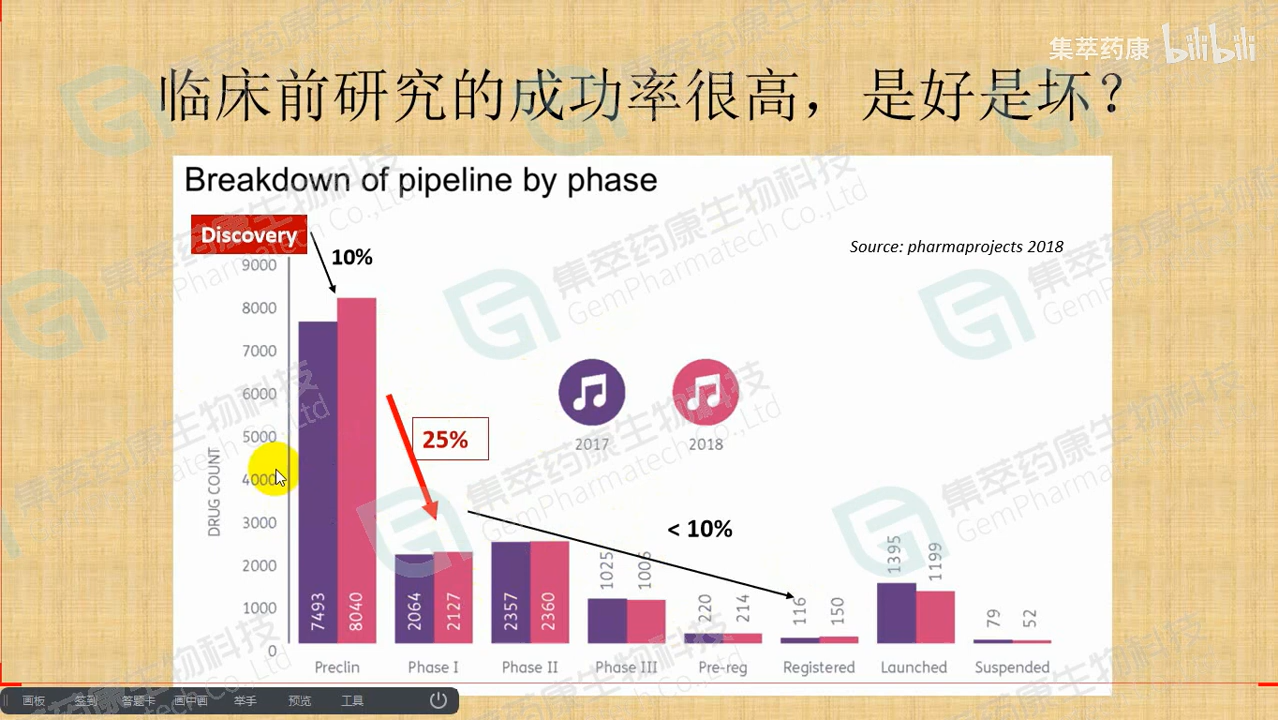 集萃药康 bilibili
临床前研究的成功率很高，是好是坏？
Breakdown of pipeline by phase
Discovery
10%
Source: pharmaprojects 2018
9000
8000
7000
6000
5000
4000
3000
2000
1000
0
DRUG COUNT
25%
2017
2018
< 10%
7493
8040
2064
2127
2357
2360
1025
1006
220
214
116
150
1395
1199
79
52
Preclin
Phase I
Phase II
Phase III
Pre-reg
Registered
Launched
Suspended
集萃药康生物科技
GemPharmatech Co.,Ltd
画板 签到 答题卡 画中画 举手 预览 工具